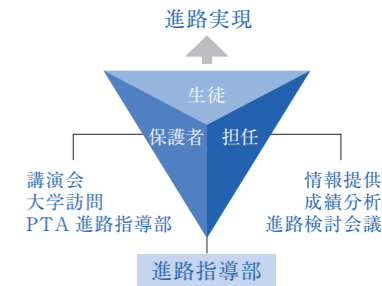 進路実現
生徒
保護者
担任
講演会
大学訪問
PTA 進路指導部
情報提供
成績分析
進路検討会議
進路指導部